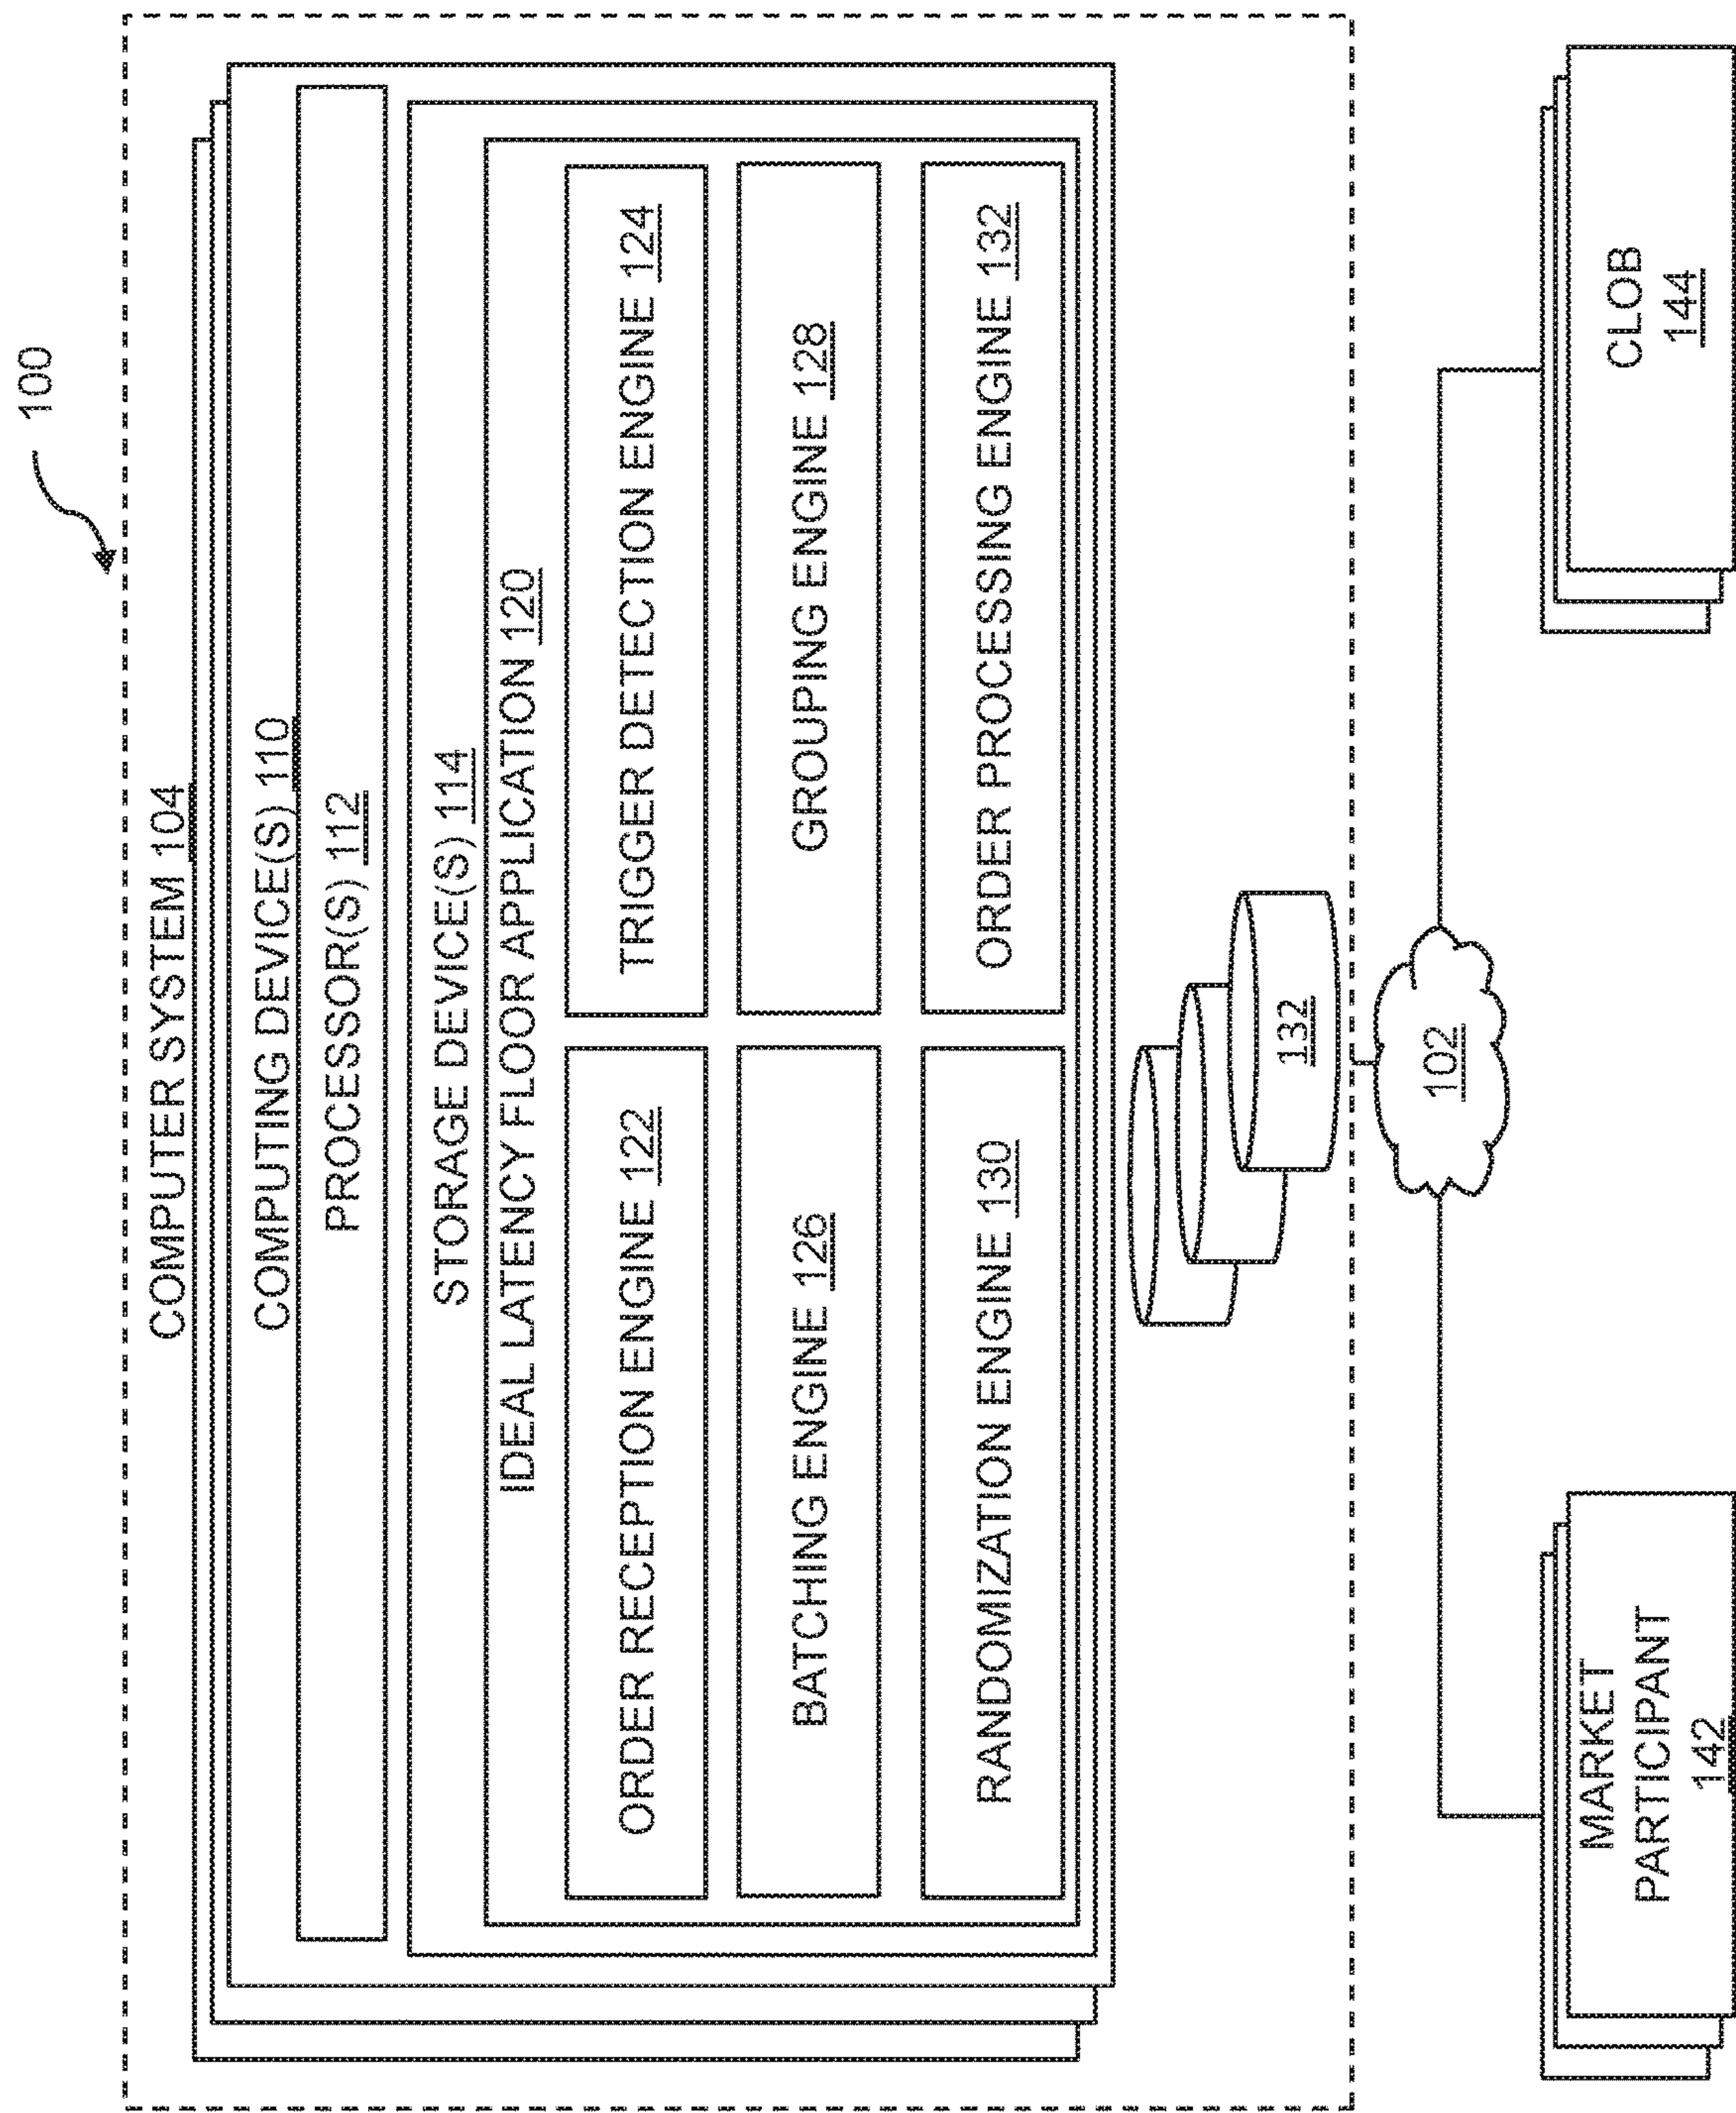 100
COMPUTER SYSTEM 104
COMPUTING DEVICE(S) 110
PROCESSOR(S) 112
STORAGE DEVICE(S) 114
IDEAL LATENCY FLOOR APPLICATION 120
ORDER RECEPTION ENGINE 122
TRIGGER DETECTION ENGINE 124
BATCHING ENGINE 126
GROUPING ENGINE 128
RANDOMIZATION ENGINE 130
ORDER PROCESSING ENGINE 132
132
102
MARKET
PARTICIPANT
142
CLOB
144